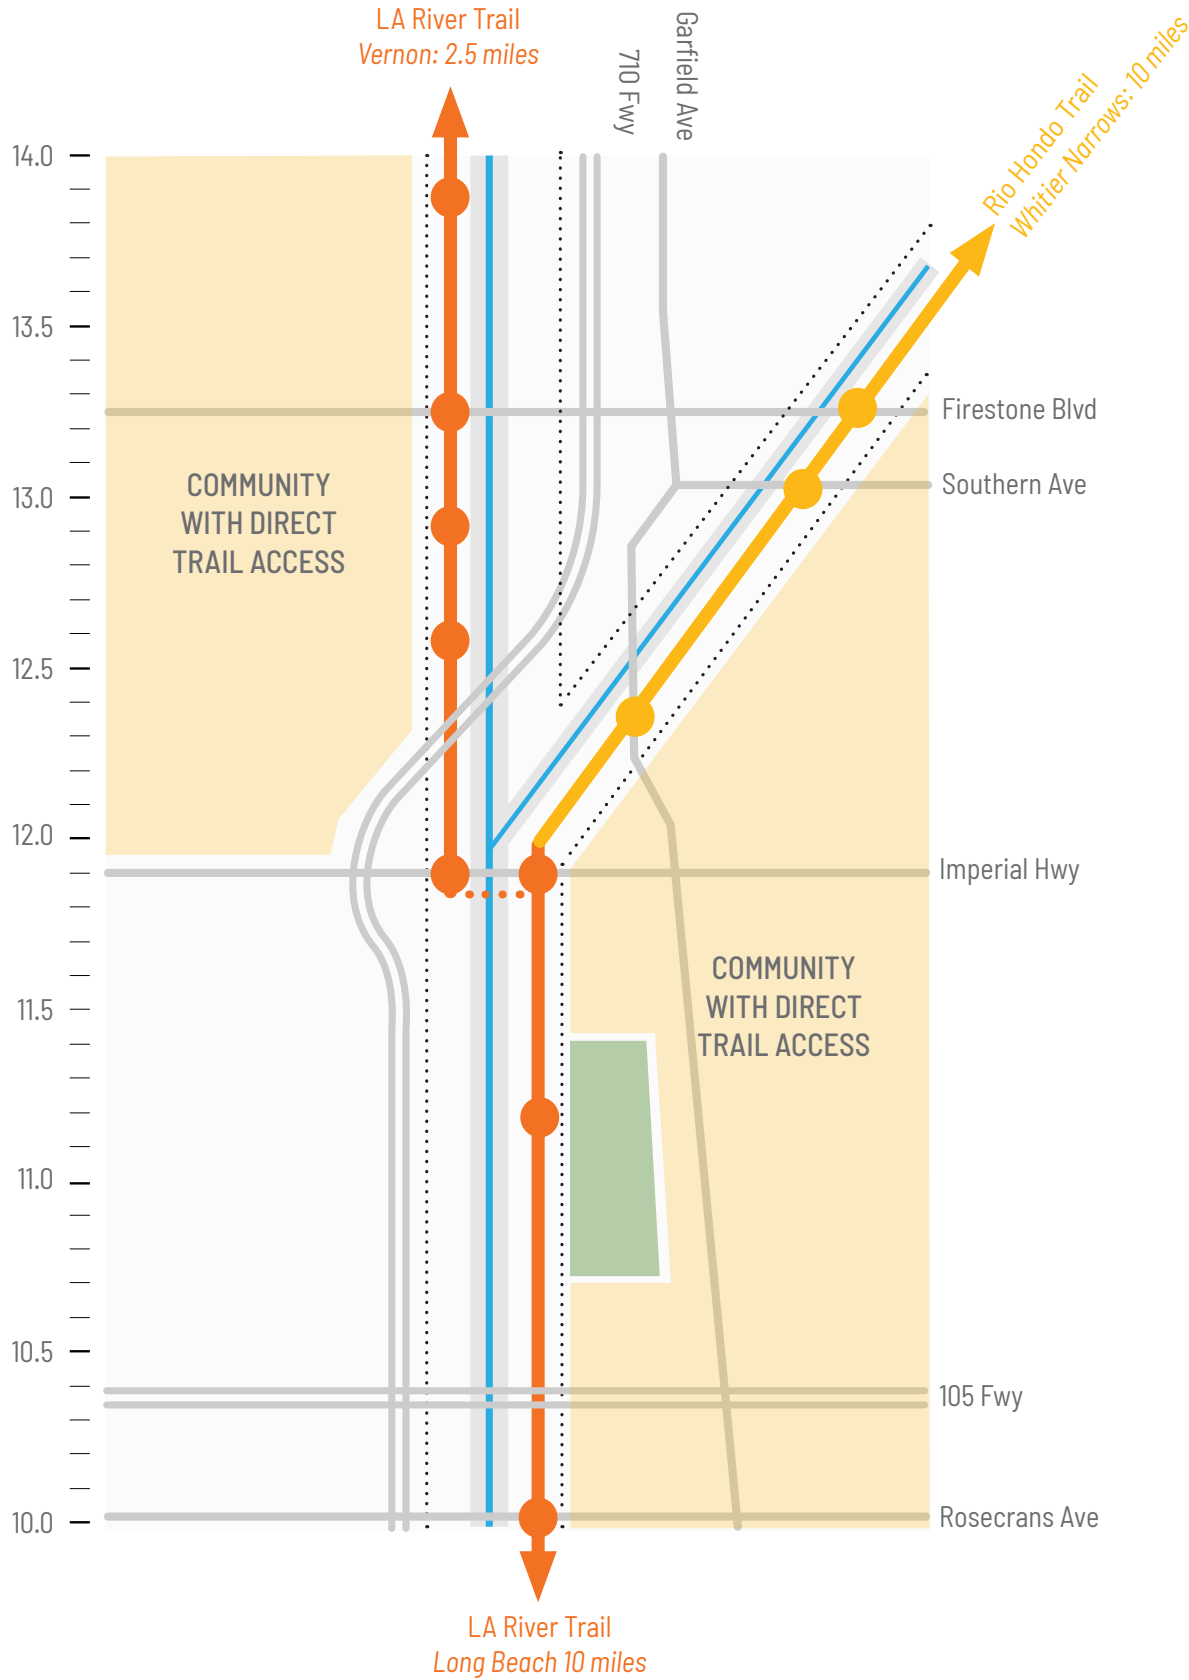 LA River Trail
Vernon: 2.5 miles
710 Fwy
Garfield Ave
Rio Hondo Trail
Whitier Narrows: 10 miles
14.0
13.5
13.0
12.5
12.0
11.5
11.0
10.5
10.0
Firestone Blvd
Southern Ave
COMMUNITY
WITH DIRECT
TRAIL ACCESS
Imperial Hwy
COMMUNITY
WITH DIRECT
TRAIL ACCESS
105 Fwy
Rosecrans Ave
LA River Trail
Long Beach 10 miles